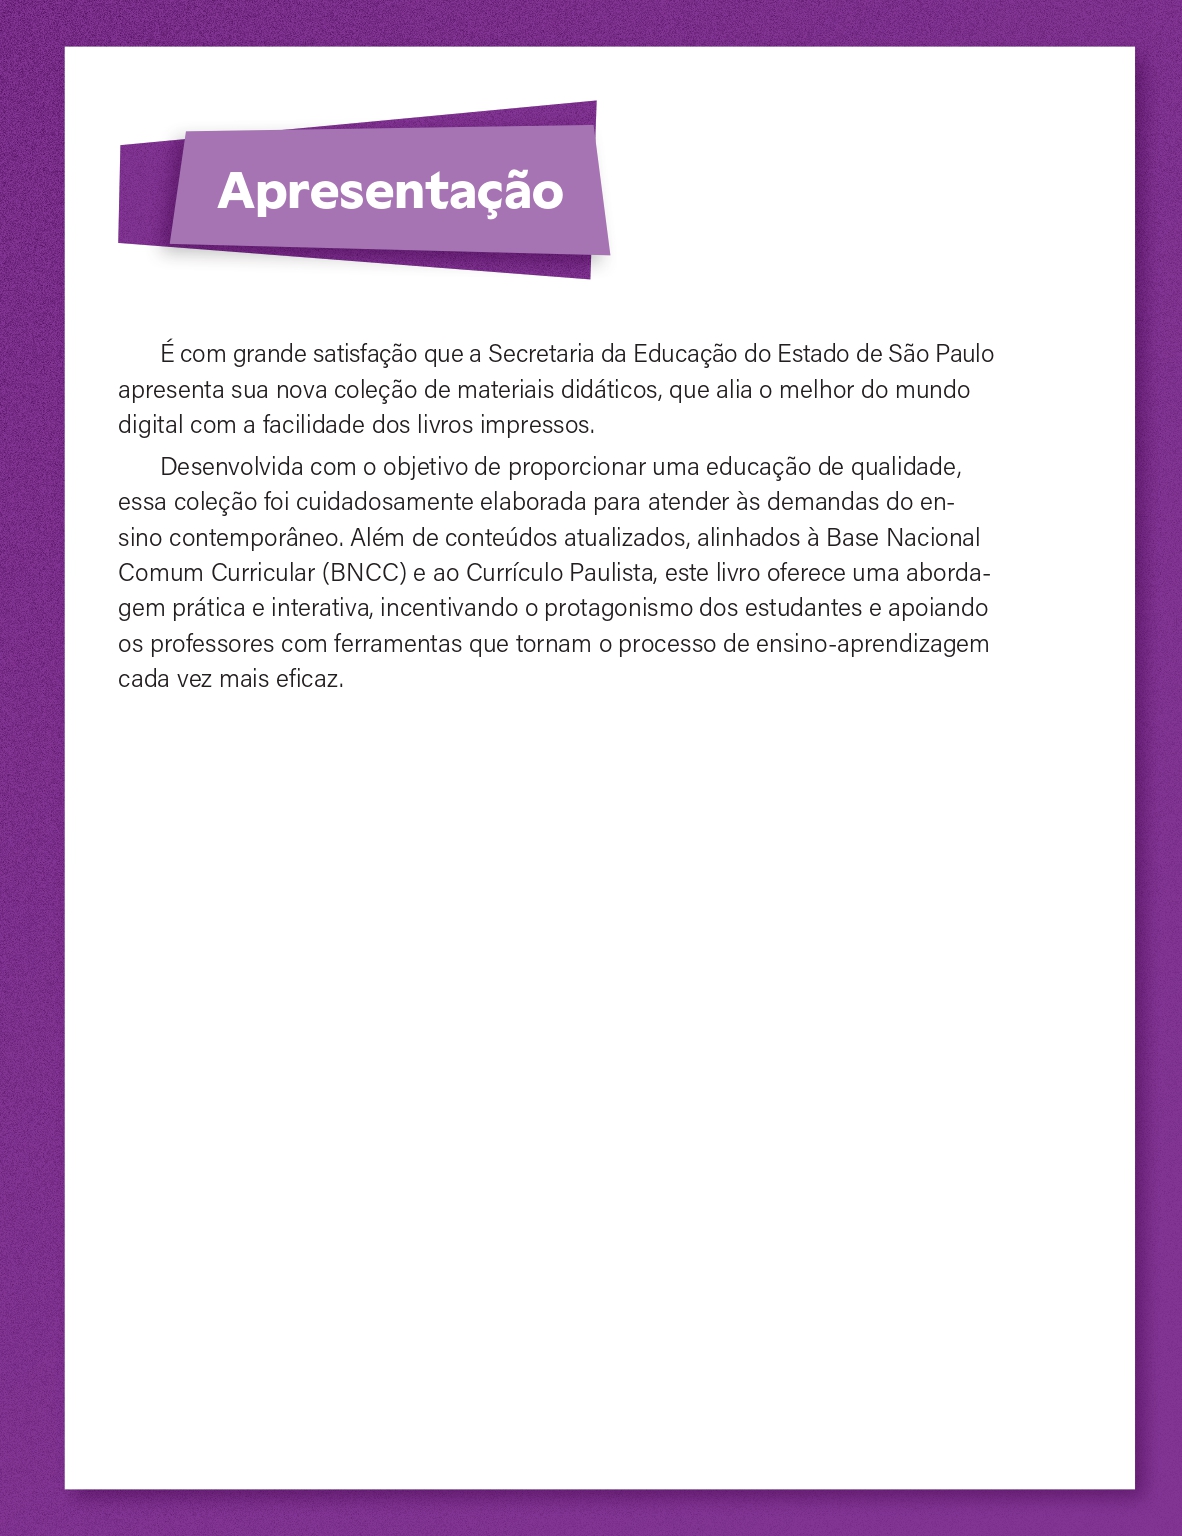 Apresentação
É com grande satisfação que a Secretaria da Educação do Estado de São Paulo
apresenta sua nova coleção de materiais didáticos, que alia o melhor do mundo
digital com a facilidade dos livros impressos.
Desenvolvida com o objetivo de proporcionar uma educação de qualidade,
essa coleção foi cuidadosamente elaborada para atender às demandas do en-
sino contemporâneo. Além de conteúdos atualizados, alinhados à Base Nacional
Comum Curricular (BNCC) e ao Currículo Paulista, este livro oferece uma aborda-
gem prática e interativa, incentivando o protagonismo dos estudantes e apoiando
os professores com ferramentas que tornam o processo de ensino-aprendizagem
cada vez mais eficaz.